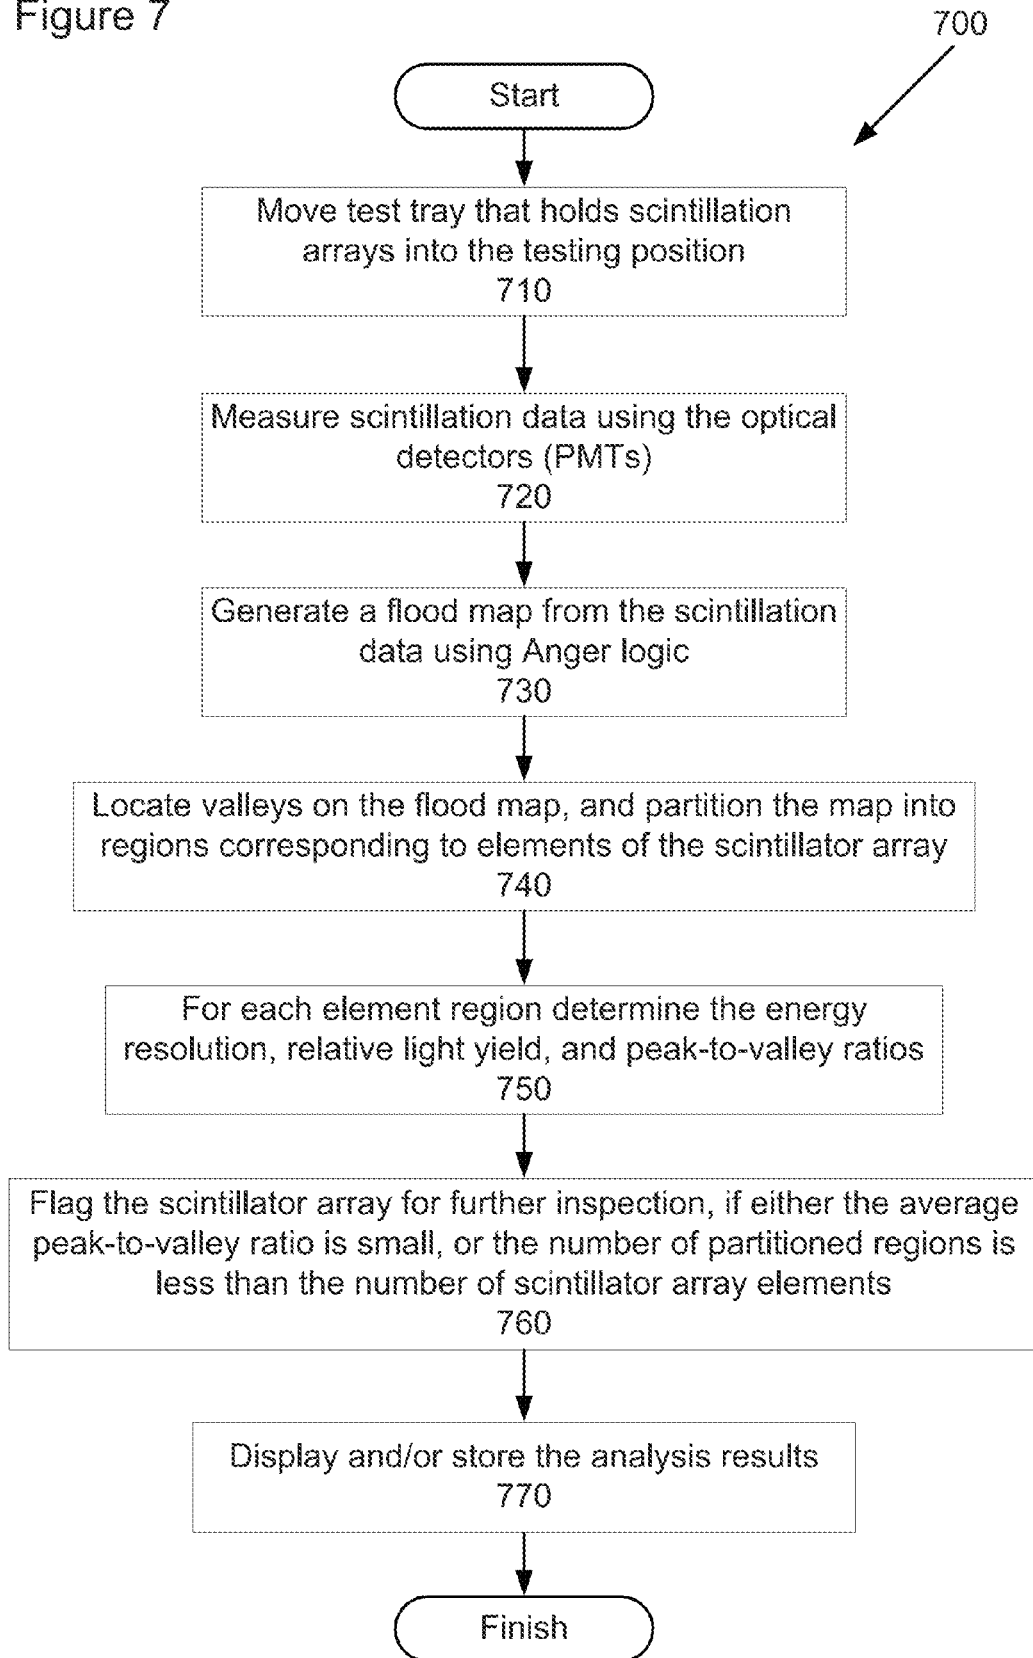 Figure 7
700
Start
Move test tray that holds scintillation
arrays into the testing position
710
Measure scintillation data using the optical
detectors (PMTs)
720
Generate a flood map from the scintillation
data using Anger logic
730
Locate valleys on the flood map, and partition the map into
regions corresponding to elements of the scintillator array
740
For each element region determine the energy
resolution, relative light yield, and peak-to-valley ratios
750
Flag the scintillator array for further inspection, if either the average
peak-to-valley ratio is small, or the number of partitioned regions is
less than the number of scintillator array elements
760
Display and/or store the analysis results
770
Finish